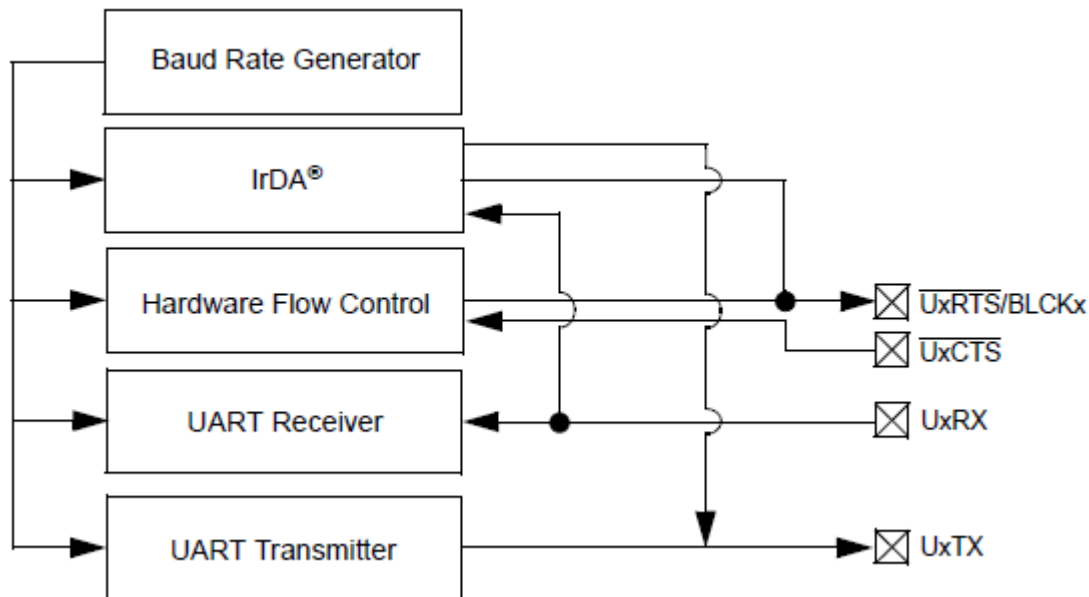 Baud Rate Generator
IrDA®
Hardware Flow Control
UxRTS/BLCKx
UxCTS
UART Receiver
UxRX
UART Transmitter
UxTX